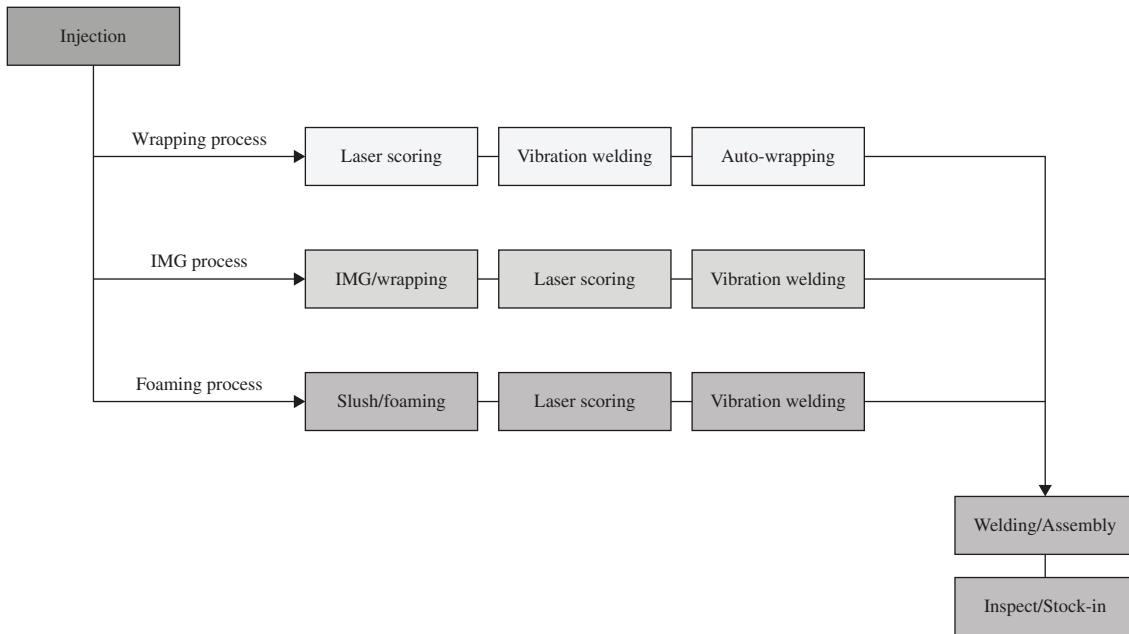 Injection
Wrapping process
Laser scoring
Vibration welding
Auto-wrapping
IMG process
IMG/wrapping
Laser scoring
Vibration welding
Foaming process
Slush/foaming
Laser scoring
Vibration welding
Welding/Assembly
Inspect/Stock-in